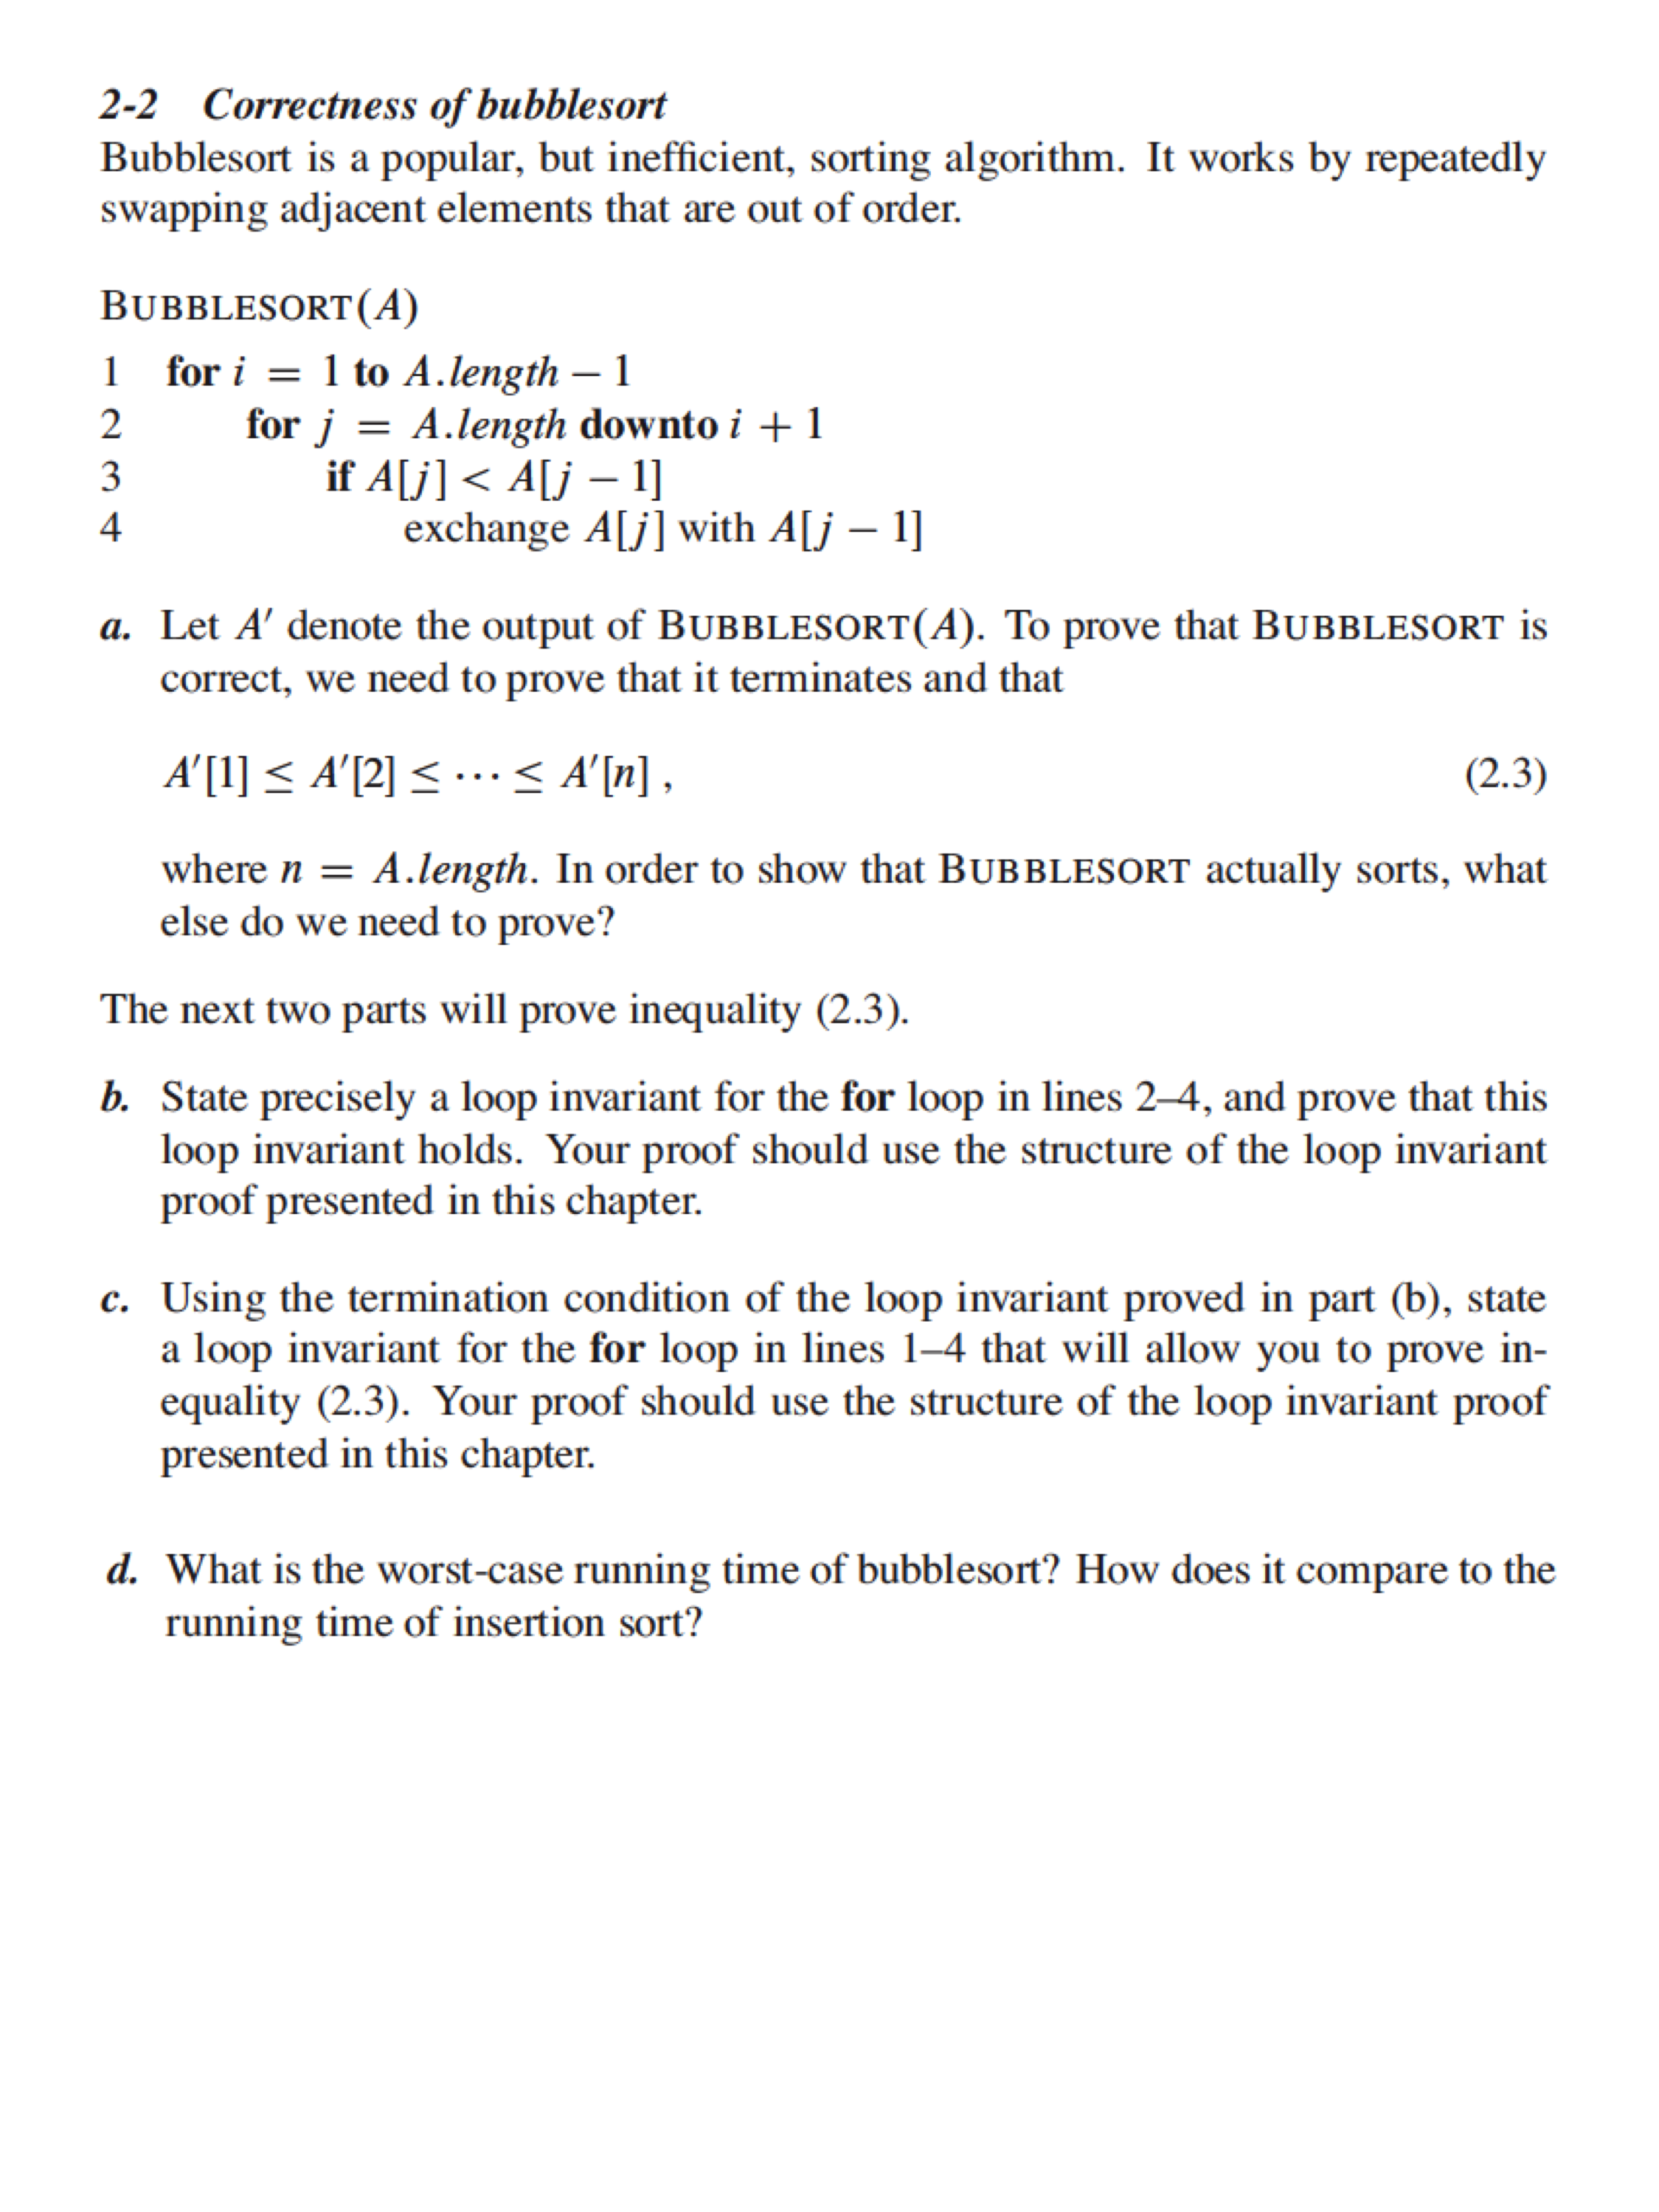 2-2 Correctness of bubblesort
Bubblesort is a popular, but inefficient, sorting algorithm. It works by repeatedly
swapping adjacent elements that are out of order.
BUBBLESORT(A)
1 for i = 1 to A.length − 1
2 for j = A.length downto i + 1
3 if A[j] < A[j − 1]
4 exchange A[j] with A[j − 1]
a. Let A′ denote the output of BUBBLESORT(A). To prove that BUBBLESORT is
correct, we need to prove that it terminates and that
A′[1] ≤ A′[2] ≤ ··· ≤ A′[n] , (2.3)
where n = A.length. In order to show that BUBBLESORT actually sorts, what
else do we need to prove?
The next two parts will prove inequality (2.3).
b. State precisely a loop invariant for the for loop in lines 2–4, and prove that this
loop invariant holds. Your proof should use the structure of the loop invariant
proof presented in this chapter.
c. Using the termination condition of the loop invariant proved in part (b), state
a loop invariant for the for loop in lines 1–4 that will allow you to prove in-
equality (2.3). Your proof should use the structure of the loop invariant proof
presented in this chapter.
d. What is the worst-case running time of bubblesort? How does it compare to the
running time of insertion sort?